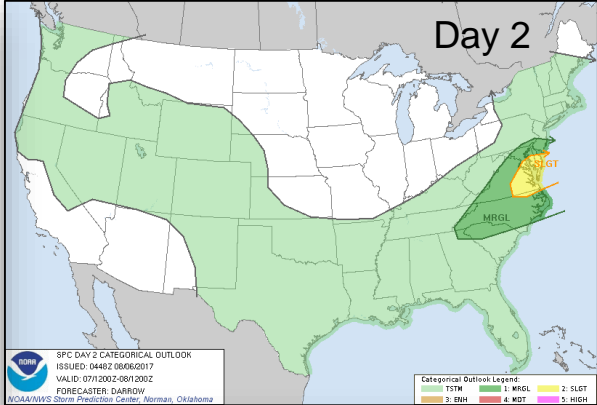 Day 2
SLGT
MRGL
NOAA
SPC DAY 2 CATEGORICAL OUTLOOK
ISSUED: 0448Z 08/06/2017
VALID: 07/1200Z-08/1200Z
FORECASTER: DARROW
NOAA/NWS Storm Prediction Center, Norman, Oklahoma
Categorical Outlook Legend:
TSTM 1: MRGL 2: SLGT
3: ENH 4: MDT 5: HIGH